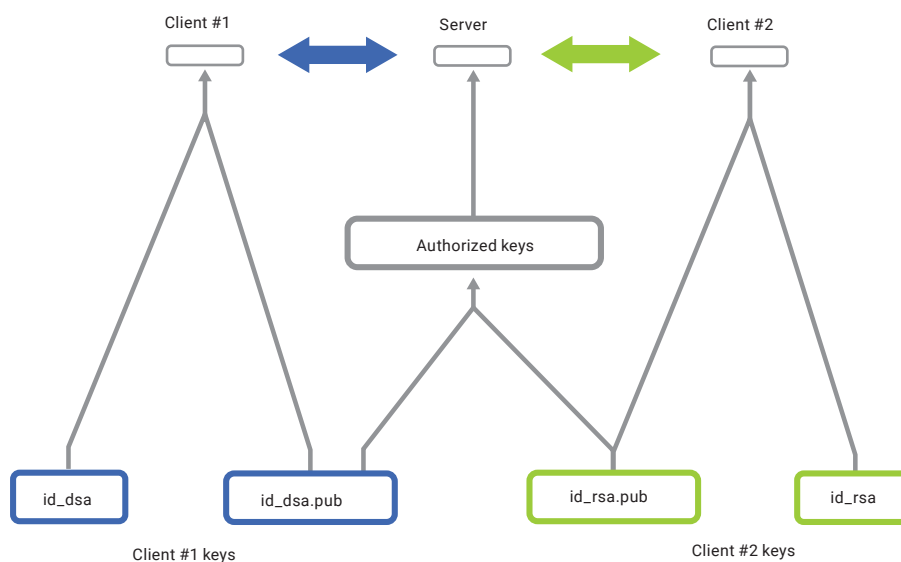 Client #1
Server
Client #2
Authorized keys
id_dsa
id_dsa.pub
id_rsa.pub
id_rsa
Client #1 keys
Client #2 keys